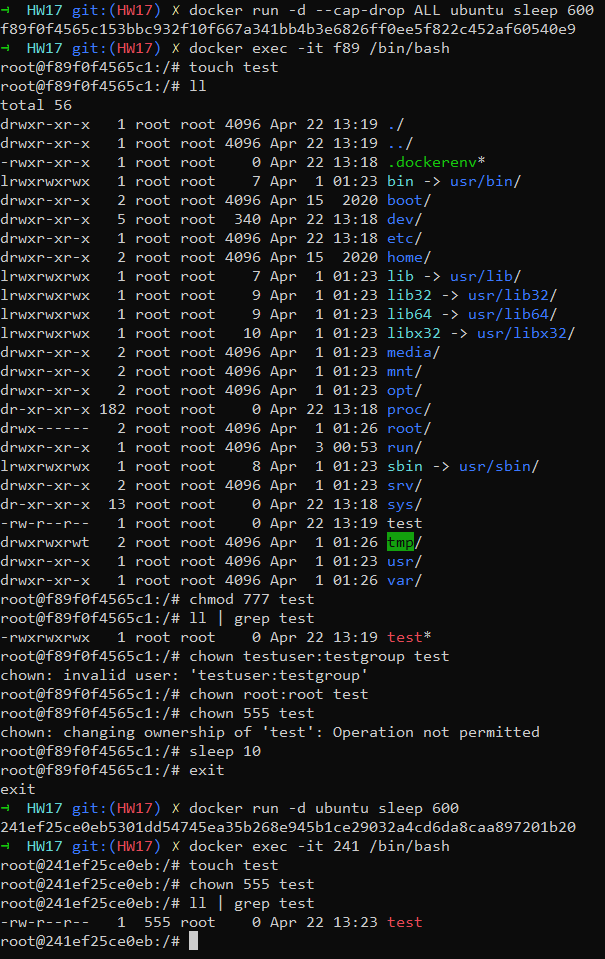 → HW17 git:(HW17) ✗ docker run -d --cap-drop ALL ubuntu sleep 600
f89f0f4565c153bbc932f10f667a341bb4b3e6826ff0ee5f822c452af60540e9
→ HW17 git:(HW17) ✗ docker exec -it f89 /bin/bash
root@f89f0f4565c1:/# touch test
root@f89f0f4565c1:/# ll
total 56
drwxr-xr-x   1 root root 4096 Apr 22 13:19 ./
drwxr-xr-x   1 root root 4096 Apr 22 13:19 ../
-rwxr-xr-x   1 root root    0 Apr 22 13:18 .dockerenv*
lrwxrwxrwx   1 root root    7 Apr  1 01:23 bin -> usr/bin/
drwxr-xr-x   2 root root 4096 Apr 15  2020 boot/
drwxr-xr-x   5 root root  340 Apr 22 13:18 dev/
drwxr-xr-x   1 root root 4096 Apr 22 13:18 etc/
drwxr-xr-x   2 root root 4096 Apr 15  2020 home/
lrwxrwxrwx   1 root root    7 Apr  1 01:23 lib -> usr/lib/
lrwxrwxrwx   1 root root    9 Apr  1 01:23 lib32 -> usr/lib32/
lrwxrwxrwx   1 root root    9 Apr  1 01:23 lib64 -> usr/lib64/
lrwxrwxrwx   1 root root   10 Apr  1 01:23 libx32 -> usr/libx32/
drwxr-xr-x   2 root root 4096 Apr  1 01:23 media/
drwxr-xr-x   2 root root 4096 Apr  1 01:23 mnt/
drwxr-xr-x   2 root root 4096 Apr  1 01:23 opt/
dr-xr-xr-x 182 root root    0 Apr 22 13:18 proc/
drwx------   2 root root 4096 Apr  1 01:26 root/
drwxr-xr-x   1 root root 4096 Apr  3 00:53 run/
lrwxrwxrwx   1 root root    8 Apr  1 01:23 sbin -> usr/sbin/
drwxr-xr-x   2 root root 4096 Apr  1 01:23 srv/
dr-xr-xr-x  13 root root    0 Apr 22 13:18 sys/
-rw-r--r--   1 root root    0 Apr 22 13:19 test
drwxrwxrwt   2 root root 4096 Apr  1 01:26 tmp/
drwxr-xr-x   1 root root 4096 Apr  1 01:23 usr/
drwxr-xr-x   1 root root 4096 Apr  1 01:26 var/
root@f89f0f4565c1:/# chmod 777 test
root@f89f0f4565c1:/# ll | grep test
-rwxrwxrwx   1 root root    0 Apr 22 13:19 test*
root@f89f0f4565c1:/# chown testuser:testgroup test
chown: invalid user: 'testuser:testgroup'
root@f89f0f4565c1:/# chown root:root test
root@f89f0f4565c1:/# chown 555 test
chown: changing ownership of 'test': Operation not permitted
root@f89f0f4565c1:/# sleep 10
root@f89f0f4565c1:/# exit
exit
→ HW17 git:(HW17) ✗ docker run -d ubuntu sleep 600
241ef25ce0eb5301dd54745ea35b268e945b1ce29032a4cd6da8caa897201b20
→ HW17 git:(HW17) ✗ docker exec -it 241 /bin/bash
root@241ef25ce0eb:/# touch test
root@241ef25ce0eb:/# chown 555 test
root@241ef25ce0eb:/# ll | grep test
-rw-r--r--   1  555 root    0 Apr 22 13:23 test
root@241ef25ce0eb:/#